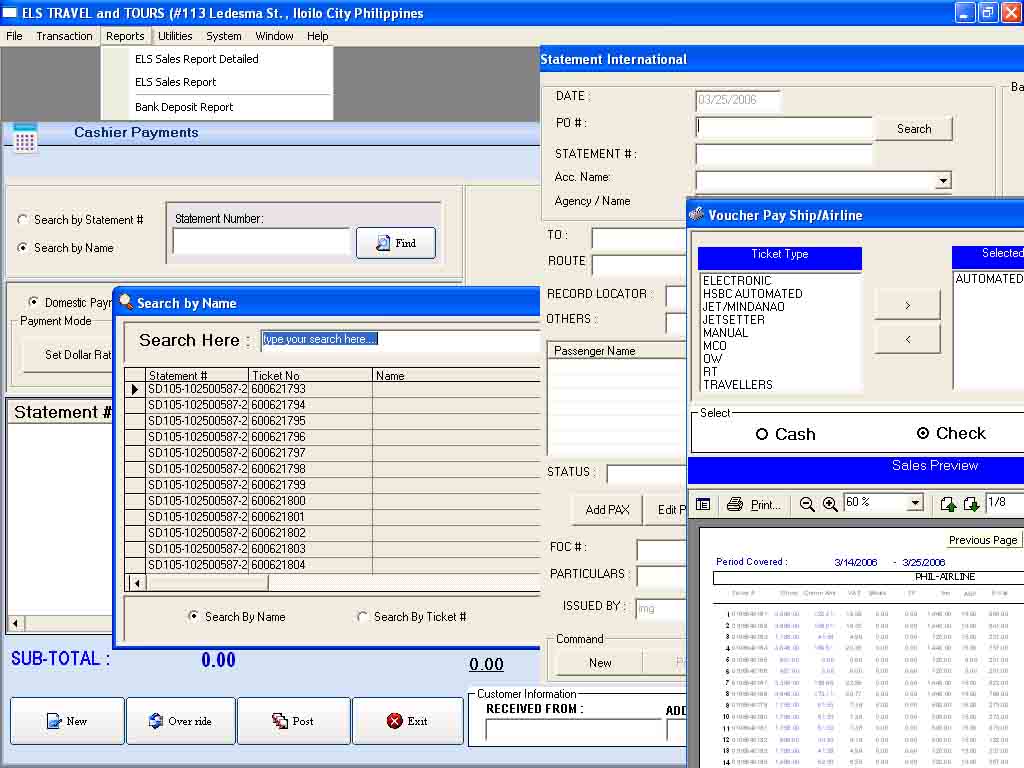 ELS TRAVEL and TOURS (#113 Ledesma St. , Iloilo City Philippines
File Transaction Reports Utilities System Window Help
ELS Sales Report Detailed
ELS Sales Report
Bank Deposit Report
Cashier Payments
Search by Statement #
Search by Name
Statement Number:
Find
Domestic Payr
Payment Mode
Set Dollar Rat
Statement #
Search by Name
Search Here :
type your search here....
Statement # Ticket No Name
SD105-102500587-2 600621793
SD105-102500587-2 600621794
SD105-102500587-2 600621795
SD105-102500587-2 600621796
SD105-102500587-2 600621797
SD105-102500587-2 600621798
SD105-102500587-2 600621799
SD105-102500587-2 600621800
SD105-102500587-2 600621801
SD105-102500587-2 600621802
SD105-102500587-2 600621803
SD105-102500587-2 600621804
Search By Name
Search By Ticket #
SUB-TOTAL :
0.00
0.00
New
Over ride
Post
Exit
Customer Information
RECEIVED FROM :
ADD
Statement International
Ba
DATE :
03/25/2006
PO # :
Search
STATEMENT # :
Acc. Name:
Agency / Name
TO :
ROUTE
RECORD LOCATOR :
OTHERS :
Passenger Name
STATUS :
Add PAX
Edit P
FOC # :
PARTICULARS :
ISSUED BY :
img
Command
New
Voucher Pay Ship/Airline
Ticket Type
ELECTRONIC
HSBC AUTOMATED
JET/MINDANAO
JETSETTER
MANUAL
MCO
OW
RT
TRAVELLERS
>
<
Selected
AUTOMATED
Select
Cash
Check
Sales Preview
Print...
60 %
1/8
Previous Page
Period Covered :
3/14/2006 - 3/25/2006
PHIL-AIRLINE